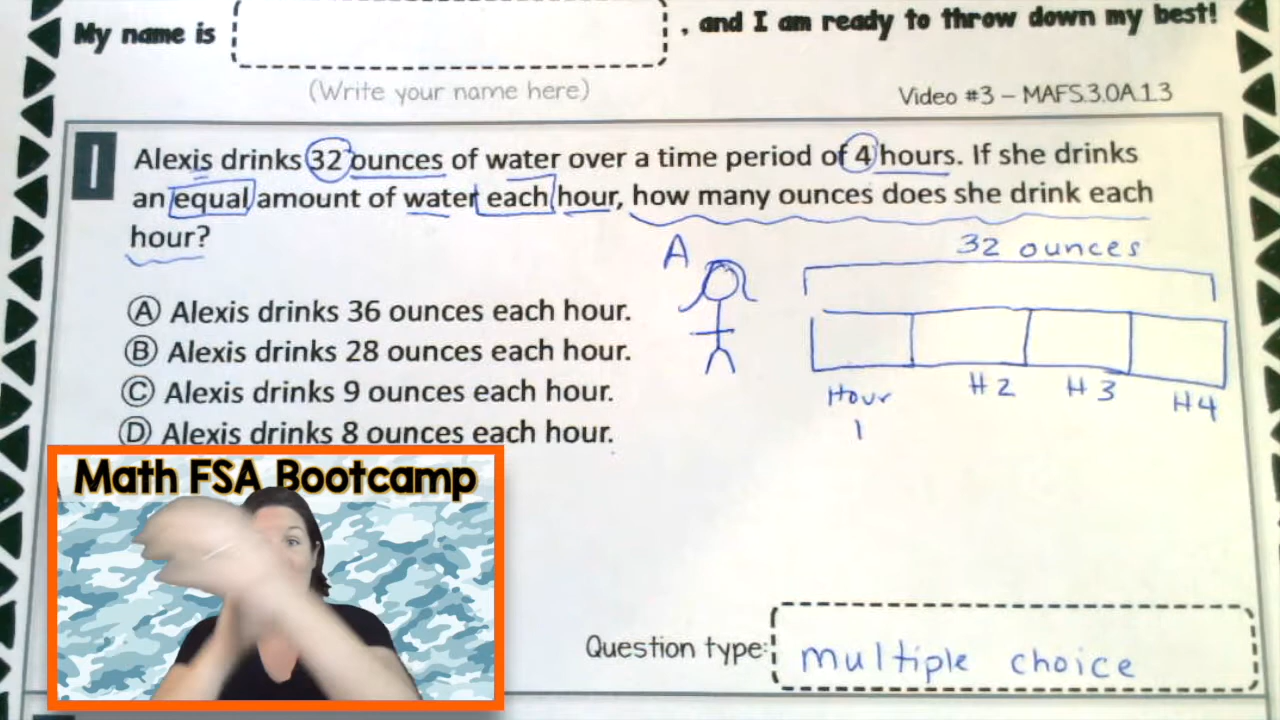 My name is , and I am ready to throw down my best!
(Write your name here)
Video #3 – MAFS.3.OA.1.3
1
Alexis drinks 32 ounces of water over a time period of 4 hours. If she drinks
an equal amount of water each hour, how many ounces does she drink each
hour?
A
32 ounces
Ⓐ Alexis drinks 36 ounces each hour.
Ⓑ Alexis drinks 28 ounces each hour.
Ⓒ Alexis drinks 9 ounces each hour.
Ⓓ Alexis drinks 8 ounces each hour.
Hour
1
H2
H3
H4
Math FSA Bootcamp
Question type: multiple choice